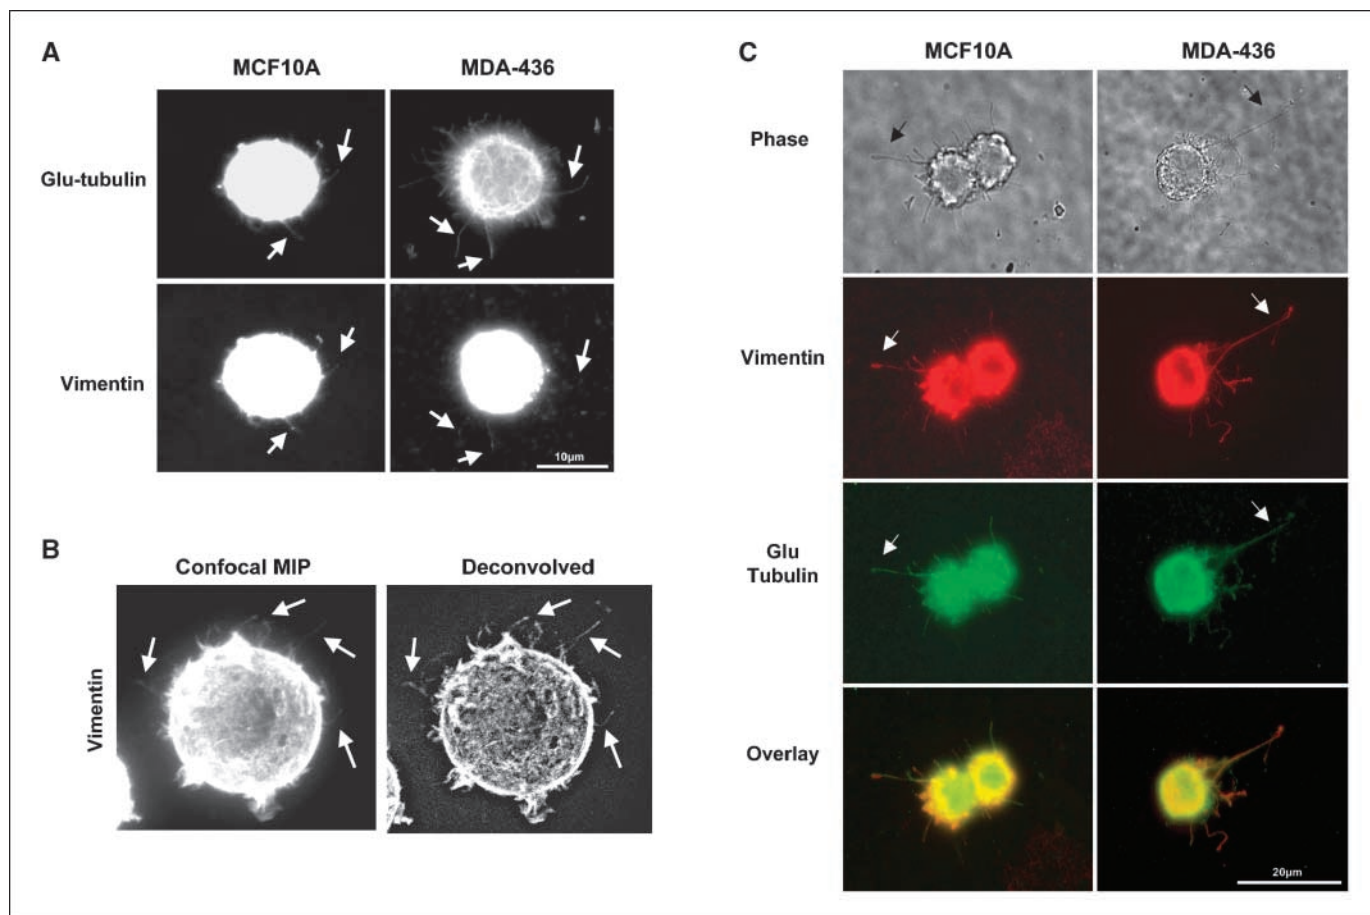 A
MCF10A MDA-436
Glu-tubulin
Vimentin
10μm
B
Confocal MIP Deconvolved
Vimentin
C
MCF10A MDA-436
Phase
Vimentin
Glu
Tubulin
Overlay
20μm